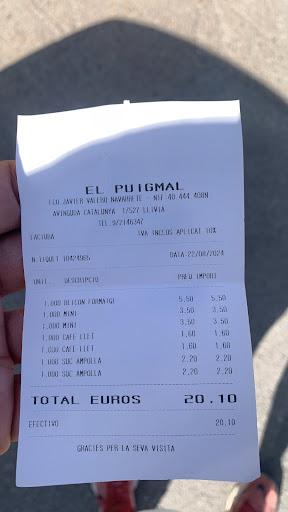 EL PUIGMAL
FCO.JAVIER VALERO NAVARRETE - NIF 40.444.408N
AVINGUDA CATALUNYA 17527 LLIVIA
TEL.972146347
FACTURA IVA INCLOS APLICAT 10%
N.TIQUET 10424965 DATA 22/08/2024
UNIT. DESCRIPCIO PREU IMPORT
1.000 BEICON FORMATGE 5,50 5,50
1.000 MINI 3,50 3,50
1.000 MINI 3,50 3,50
1.000 CAFE LLET 1,60 1,60
1.000 CAFE LLET 1,60 1,60
1.000 SUC AMPOLLA 2,20 2,20
1.000 SUC AMPOLLA 2,20 2,20
TOTAL EUROS 20.10
EFECTIVO 20,10
GRACIES PER LA SEVA VISITA